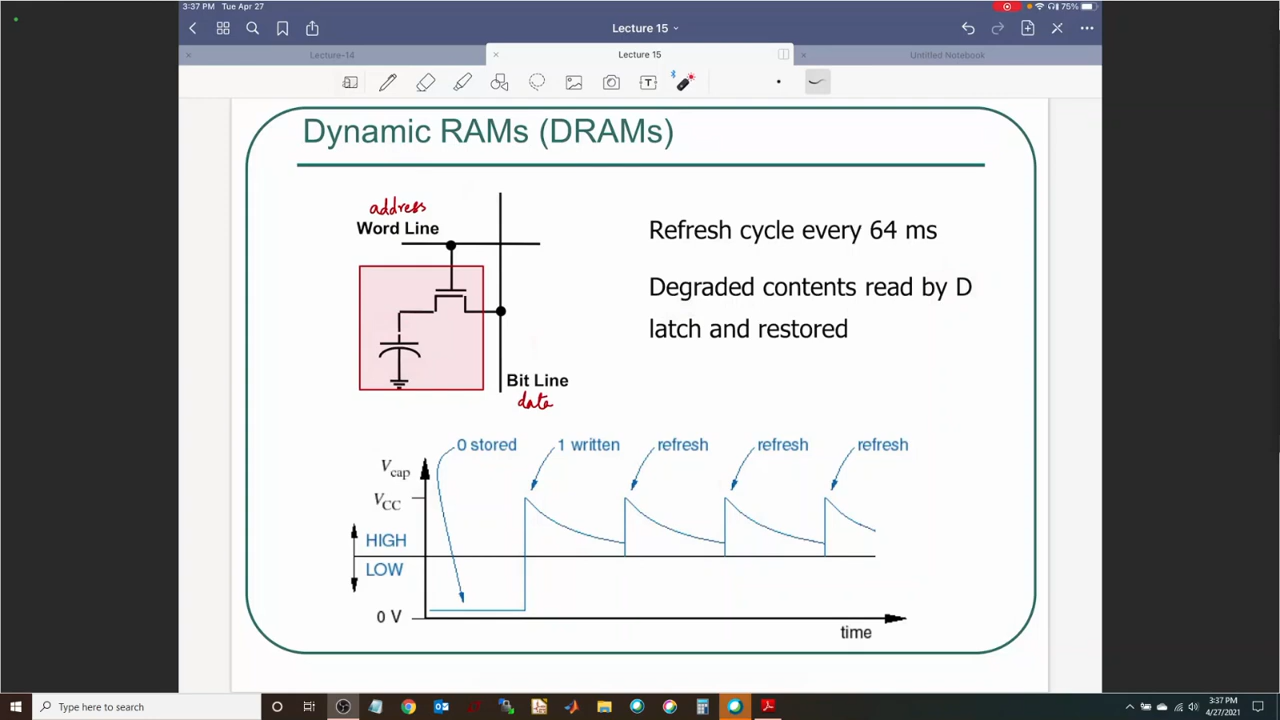 3:37 PM Tue Apr 27
75%
Lecture 15
Lecture-14
Lecture 15
Untitled Notebook
Dynamic RAMs (DRAMs)
address
Word Line
Refresh cycle every 64 ms
Degraded contents read by D
latch and restored
Bit Line
data
0 stored
1 written
refresh
refresh
refresh
Vcap
VCC
HIGH
LOW
0 V
time
Type here to search
3:37 PM
4/27/2021